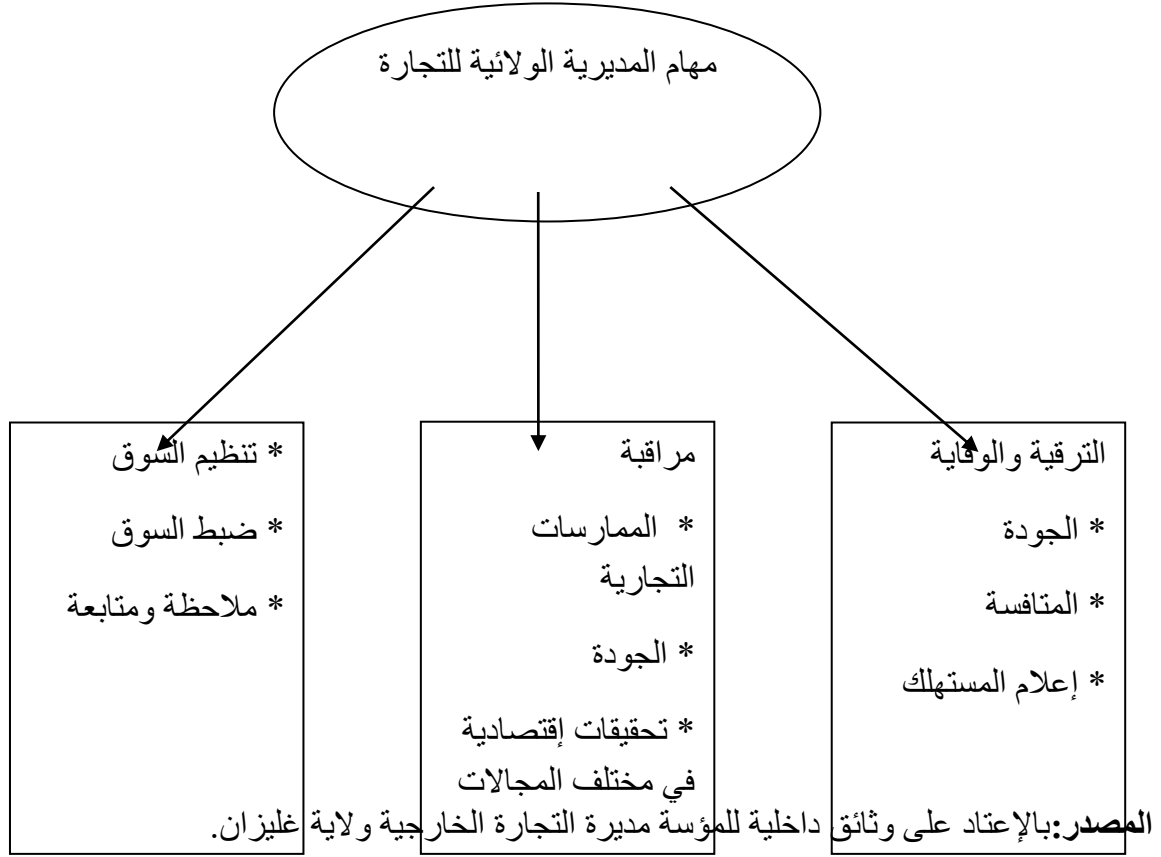 مهام المديرية الولائية للتجارة
الترقية والوقاية
* الجودة
* المتافسة
* إعلام المستهلك
مراقبة
* الممارسات
التجارية
* الجودة
* تحقيقات إقتصادية
في مختلف المجالات
* تنظيم السوق
* ضبط السوق
* ملاحظة ومتابعة
المصدر:بالإعتاد على وثائق داخلية للمؤسة مديرة التجارة الخارجية ولاية غليزان.